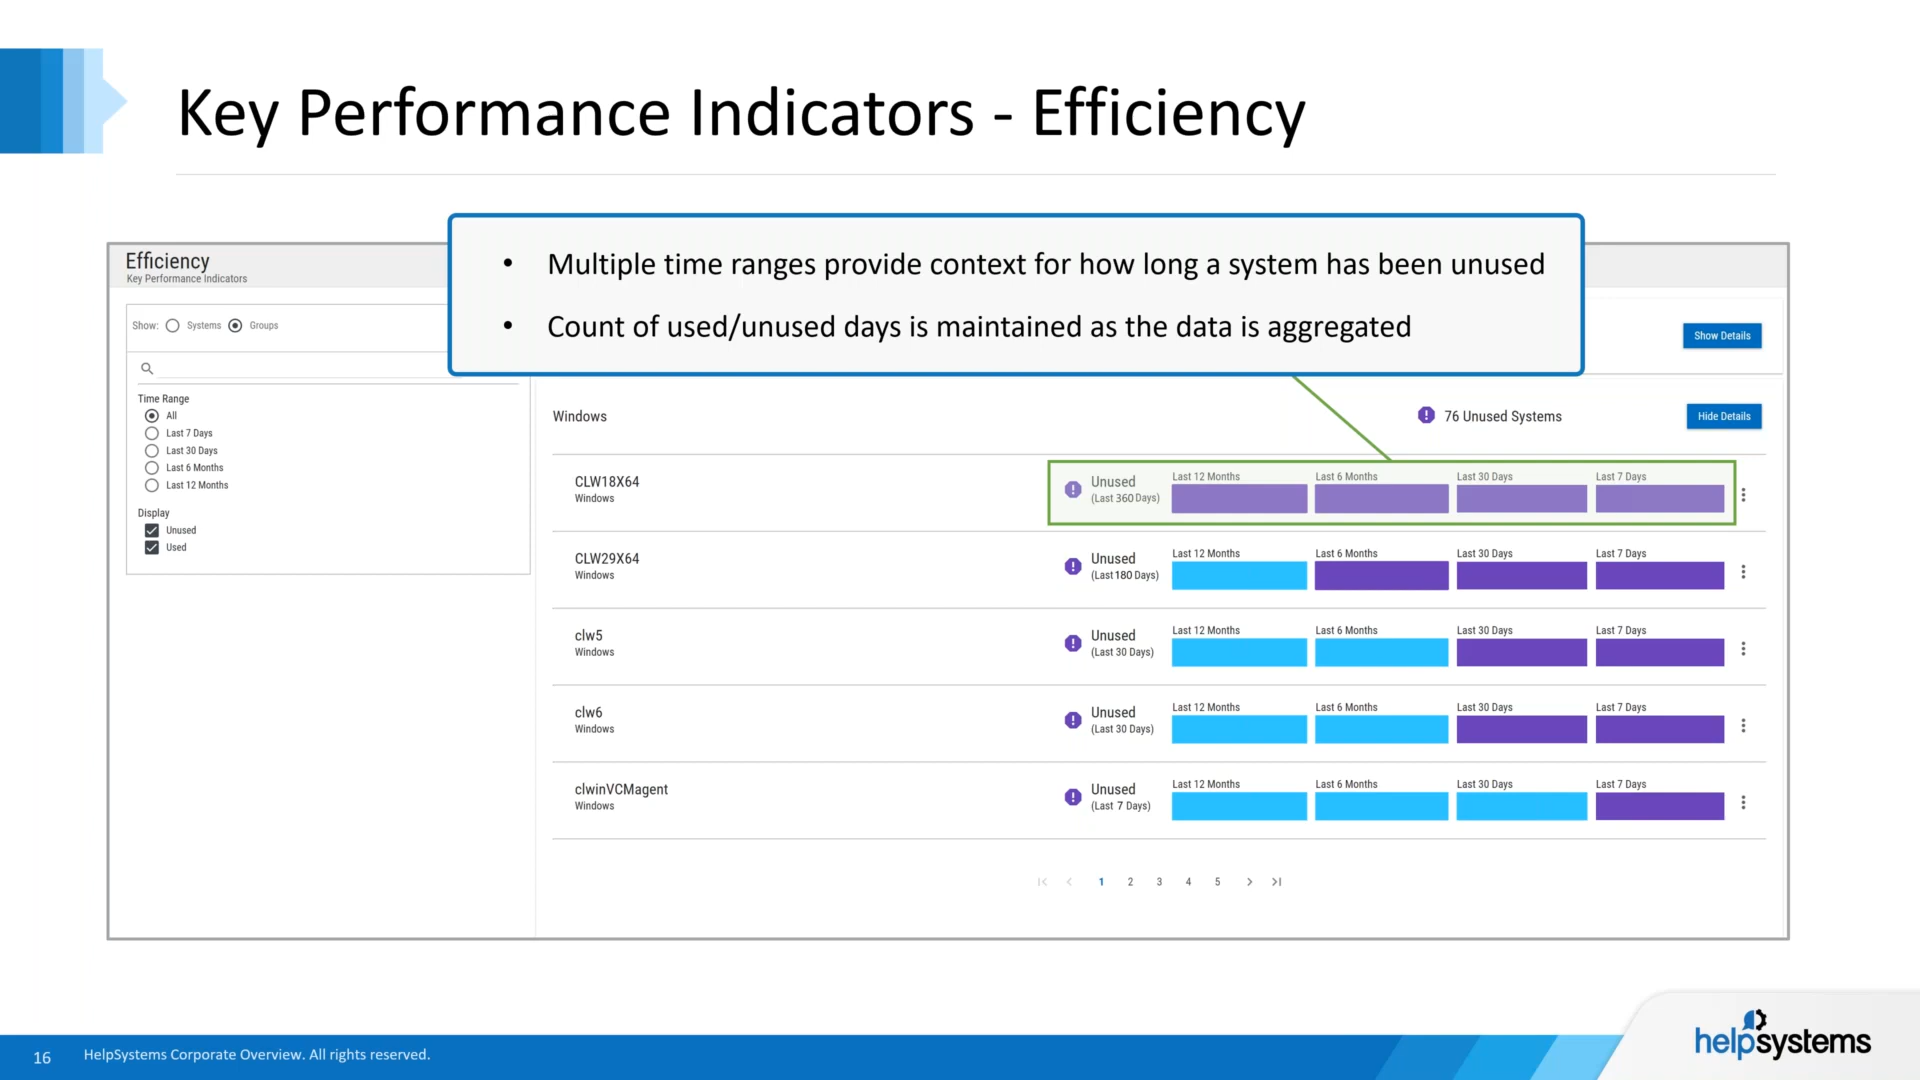 Key Performance Indicators - Efficiency
• Multiple time ranges provide context for how long a system has been unused
• Count of used/unused days is maintained as the data is aggregated
Efficiency
Key Performance Indicators
Show: Systems Groups
Show Details
Time Range
All
Last 7 Days
Last 30 Days
Last 6 Months
Last 12 Months
Display
Unused
Used
Windows
76 Unused Systems
Hide Details
CLW18X64
Windows
Unused
(Last 360 Days)
Last 12 Months Last 6 Months Last 30 Days Last 7 Days
CLW29X64
Windows
Unused
(Last 180 Days)
Last 12 Months Last 6 Months Last 30 Days Last 7 Days
clw5
Windows
Unused
(Last 30 Days)
Last 12 Months Last 6 Months Last 30 Days Last 7 Days
clw6
Windows
Unused
(Last 30 Days)
Last 12 Months Last 6 Months Last 30 Days Last 7 Days
clwinVCMagent
Windows
Unused
(Last 7 Days)
Last 12 Months Last 6 Months Last 30 Days Last 7 Days
1 2 3 4 5
16 HelpSystems Corporate Overview. All rights reserved.
helpsystems